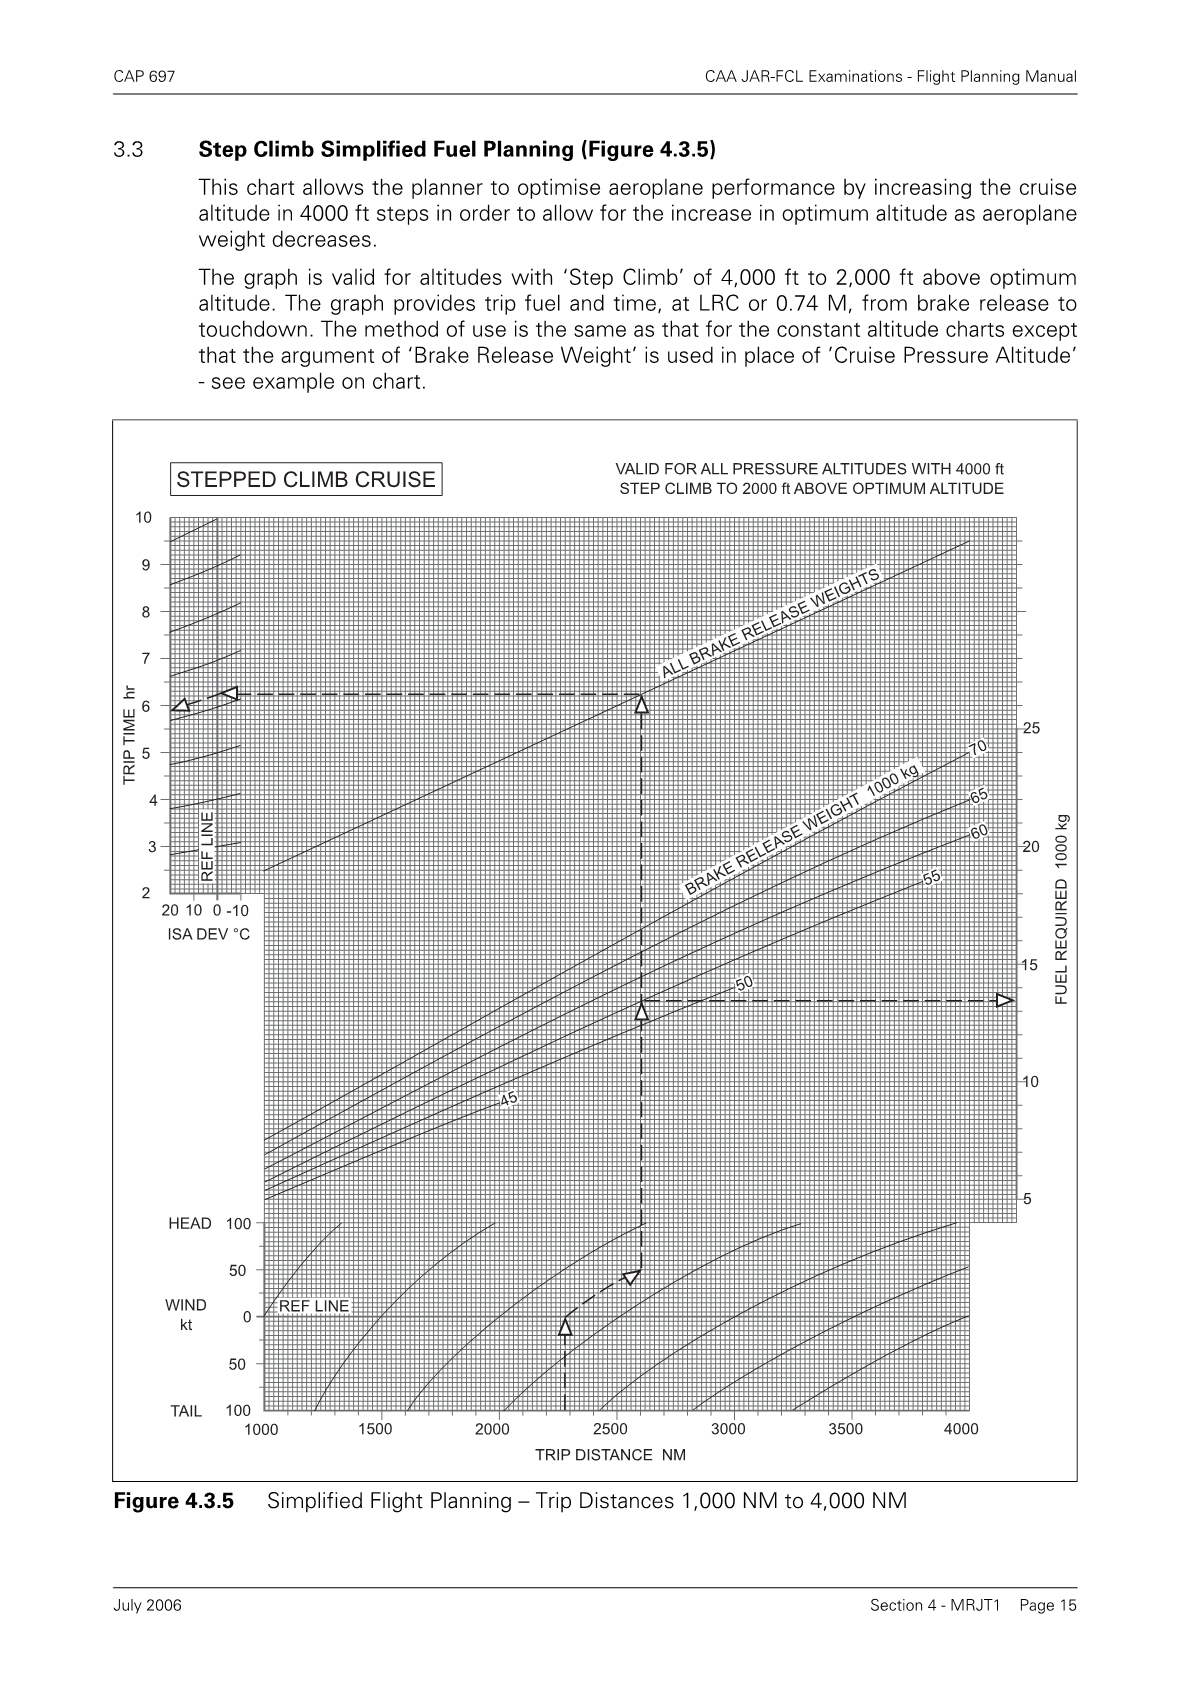 CAP 697
CAA JAR-FCL Examinations - Flight Planning Manual
3.3 Step Climb Simplified Fuel Planning (Figure 4.3.5)
This chart allows the planner to optimise aeroplane performance by increasing the cruise
altitude in 4000 ft steps in order to allow for the increase in optimum altitude as aeroplane
weight decreases.
The graph is valid for altitudes with ‘Step Climb’ of 4,000 ft to 2,000 ft above optimum
altitude. The graph provides trip fuel and time, at LRC or 0.74 M, from brake release to
touchdown. The method of use is the same as that for the constant altitude charts except
that the argument of ‘Brake Release Weight’ is used in place of ’Cruise Pressure Altitude’
- see example on chart.
STEPPED CLIMB CRUISE
VALID FOR ALL PRESSURE ALTITUDES WITH 4000 ft
STEP CLIMB TO 2000 ft ABOVE OPTIMUM ALTITUDE
10
9
8
7
6
5
4
3
2
TRIP TIME hr
REF LINE
20 10 0 -10
ISA DEV °C
ALL BRAKE RELEASE WEIGHTS
BRAKE RELEASE WEIGHT 1000 kg
70
65
60
55
50
45
25
20
15
10
5
FUEL REQUIRED 1000 kg
HEAD 100
50
WIND
kt
0
REF LINE
50
TAIL 100
1000 1500 2000 2500 3000 3500 4000
TRIP DISTANCE NM
Figure 4.3.5 Simplified Flight Planning – Trip Distances 1,000 NM to 4,000 NM
July 2006
Section 4 - MRJT1 Page 15